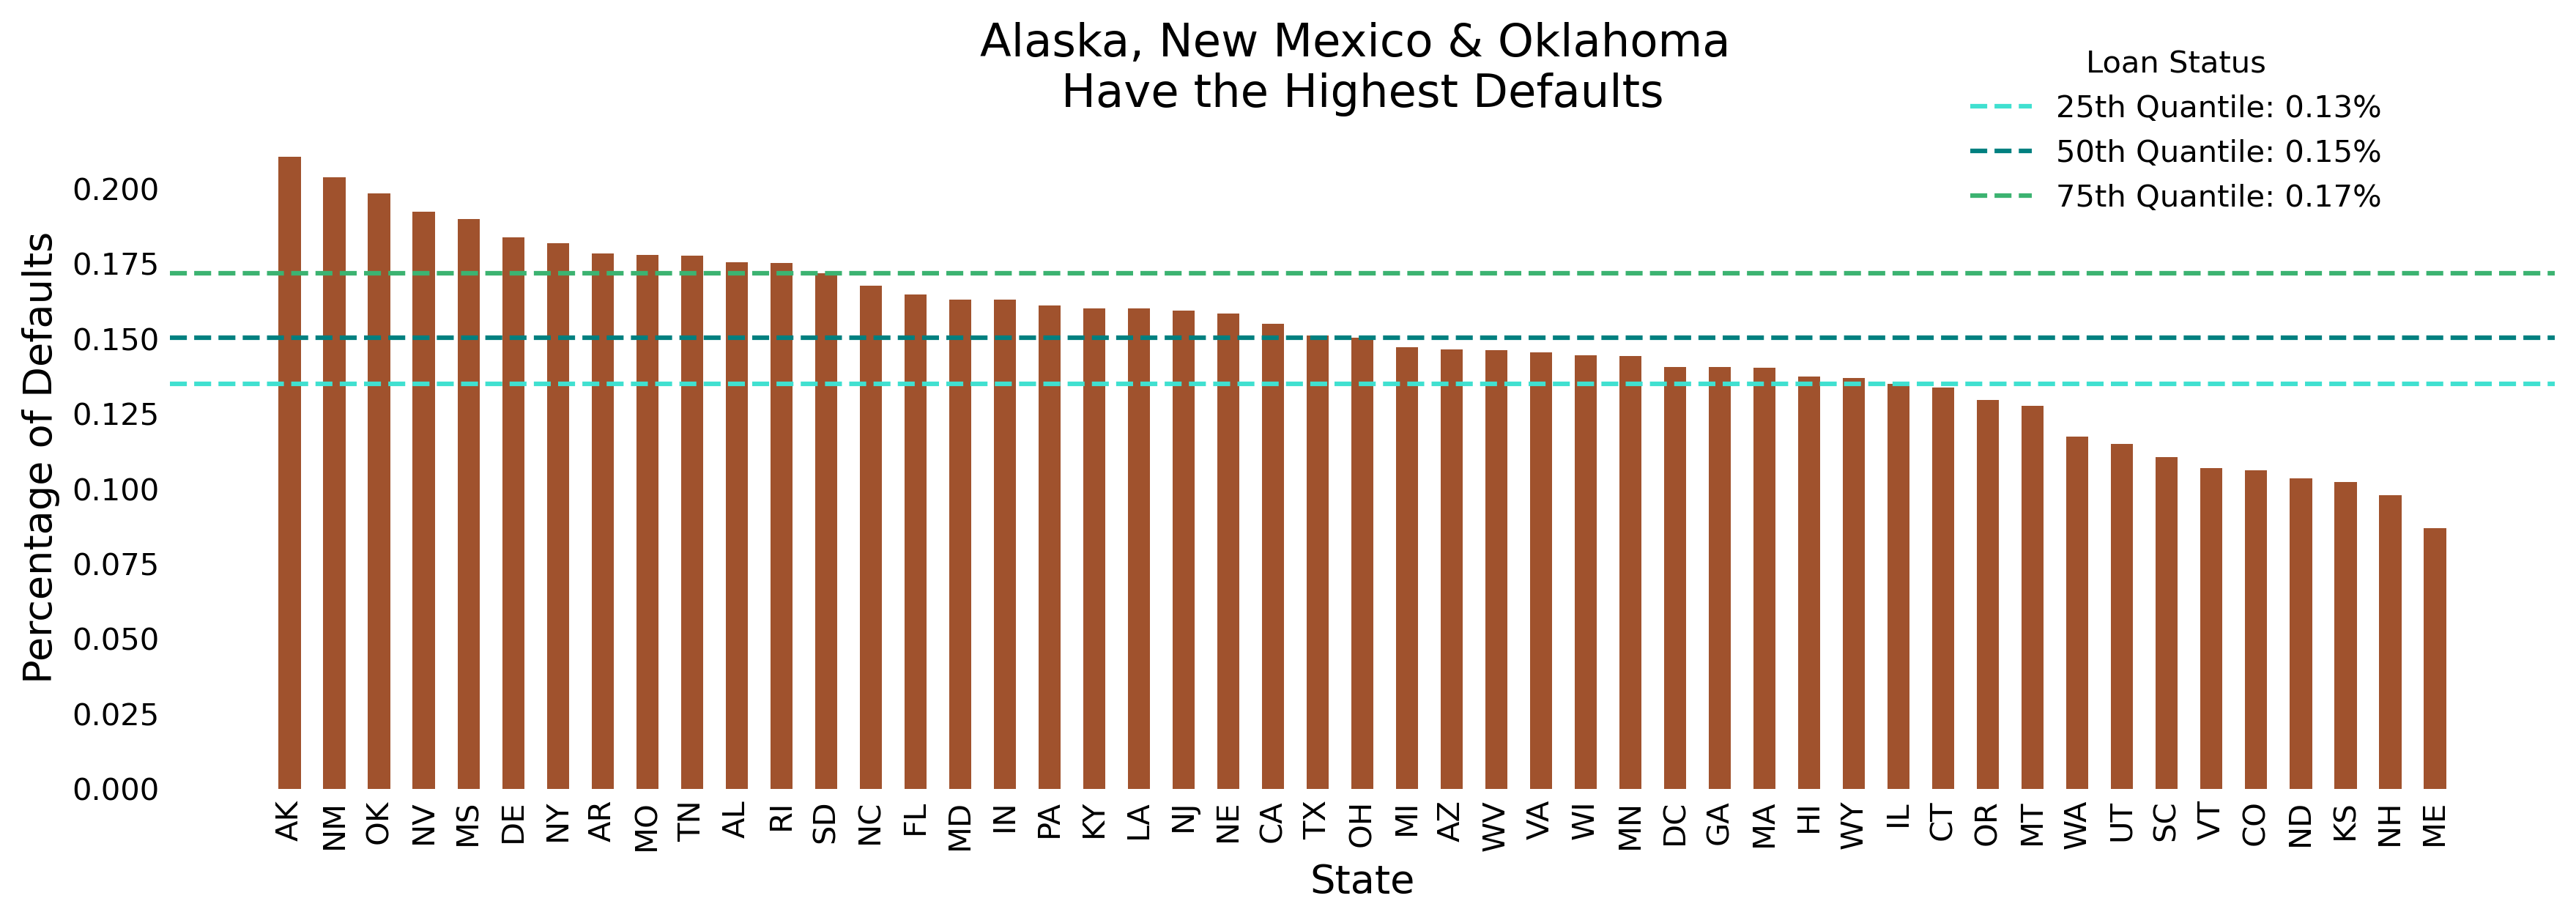 Alaska, New Mexico & Oklahoma
Have the Highest Defaults
Loan Status
25th Quantile: 0.13%
50th Quantile: 0.15%
75th Quantile: 0.17%
Percentage of Defaults
0.200
0.175
0.150
0.125
0.100
0.075
0.050
0.025
0.000
AK NM OK NV MS DE NY AR MO TN AL RI SD NC FL MD IN PA KY LA NJ NE CA TX OH MI AZ WV VA WI MN DC GA MA HI WY IL CT OR MT WA UT SC VT CO ND KS NH ME
State